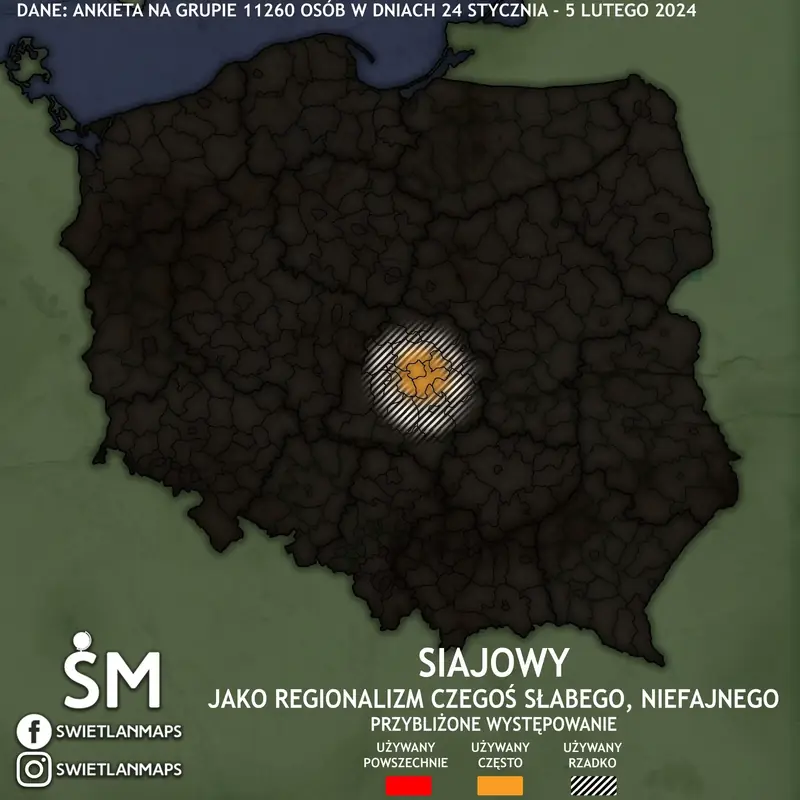 DANE: ANKIETA NA GRUPIE 11260 OSÓB W DNIACH 24 STYCZNIA - 5 LUTEGO 2024
ŚM
SWIETLANMAPS
SWIETLANMAPS
SIAJOWY
JAKO REGIONALIZM CZEGOŚ SŁABEGO, NIEFAJNEGO
PRZYBLIŻONE WYSTĘPOWANIE
UŻYWANY POWSZECHNIE
UŻYWANY CZĘSTO
UŻYWANY RZADKO